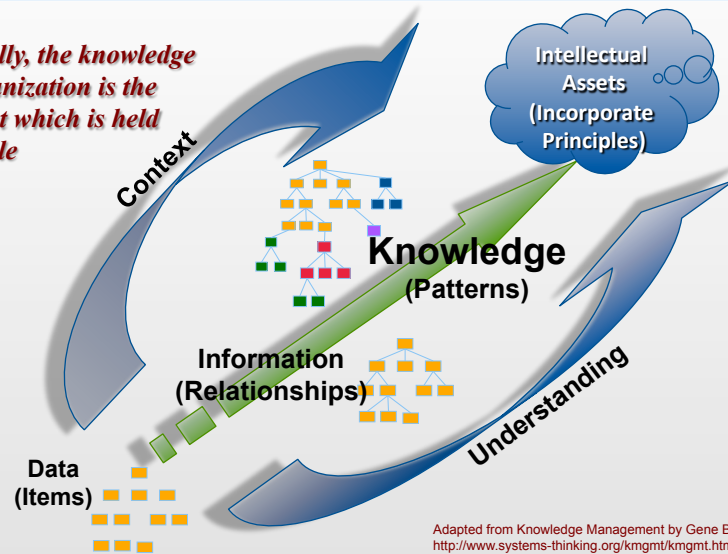 lly, the knowledge
anization is the
t which is held
le
Intellectual
Assets
(Incorporate
Principles)
Context
Knowledge
(Patterns)
Information
(Relationships)
Understanding
Data
(Items)
Adapted from Knowledge Management by Gene B
http://www.systems-thinking.org/kmgmt/kmgmt.htm